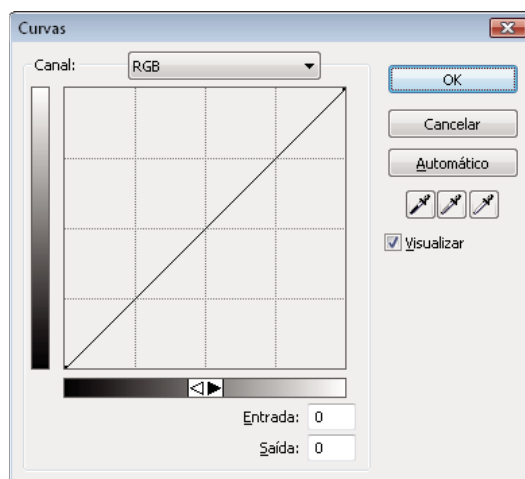 Curvas
Canal: RGB
OK
Cancelar
Automático
Visualizar
Entrada: 0
Saída: 0